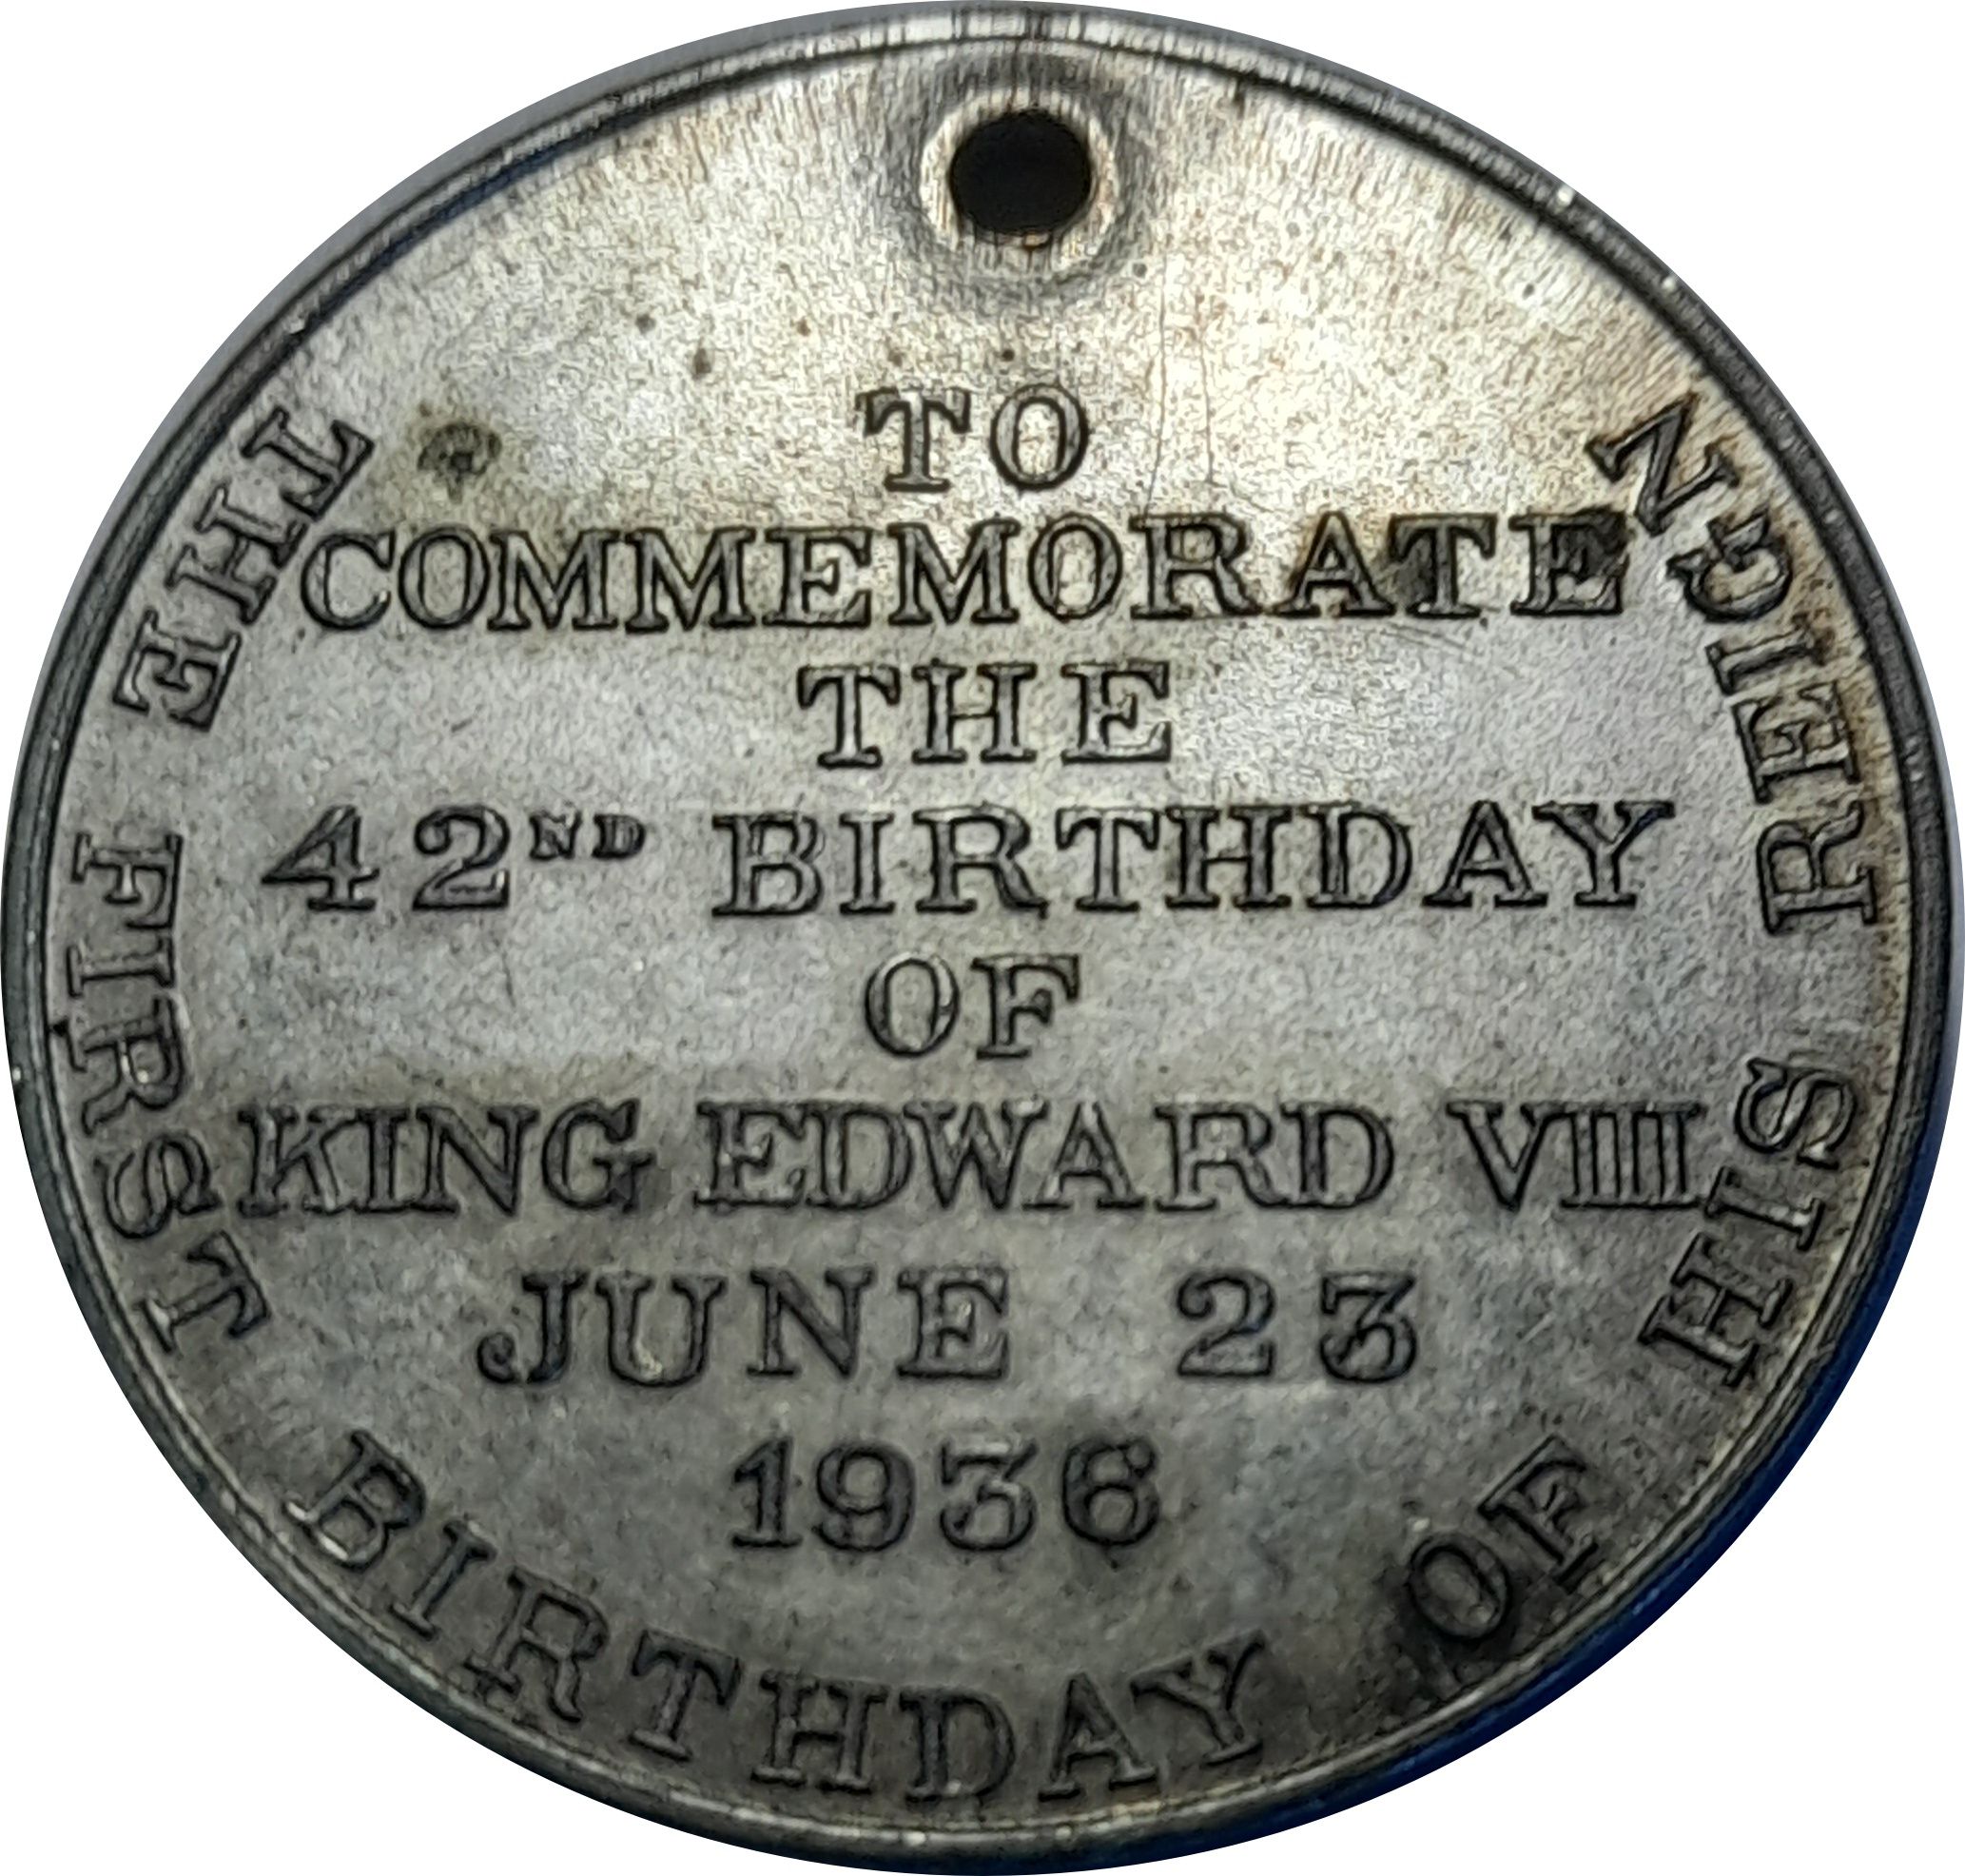 TO
COMMEMORATE
THE
42ND BIRTHDAY
OF
KING EDWARD VIII
JUNE 23
1936
THE FIRST BIRTHDAY OF HIS REIGN